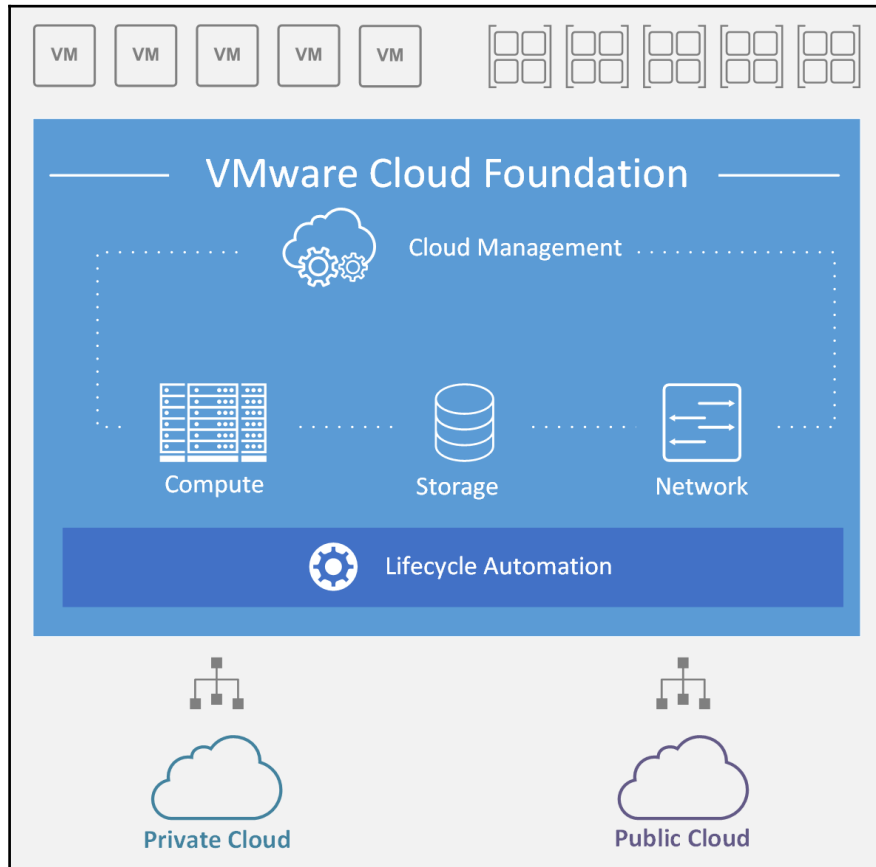 VM VM VM VM VM
VMware Cloud Foundation
Cloud Management
Compute Storage Network
Lifecycle Automation
Private Cloud Public Cloud